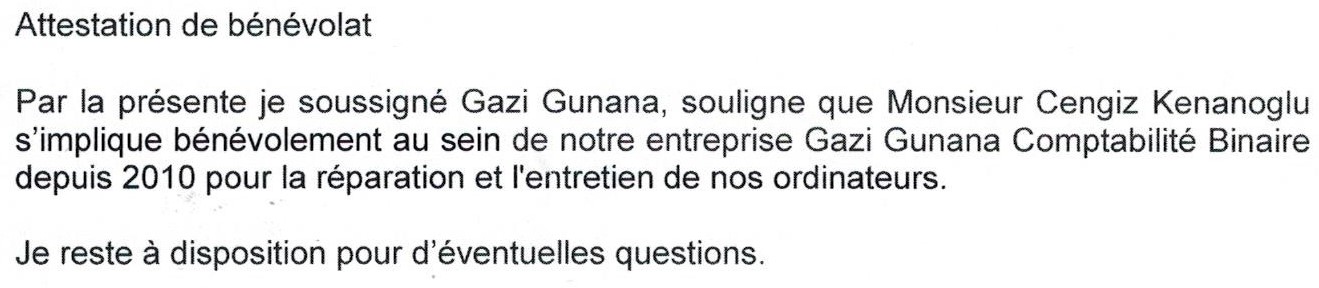 Attestation de bénévolat
Par la présente je soussigné Gazi Gunana, souligne que Monsieur Cengiz Kenanoglu
s’implique bénévolement au sein de notre entreprise Gazi Gunana Comptabilité Binaire
depuis 2010 pour la réparation et l'entretien de nos ordinateurs.
Je reste à disposition pour d’éventuelles questions.